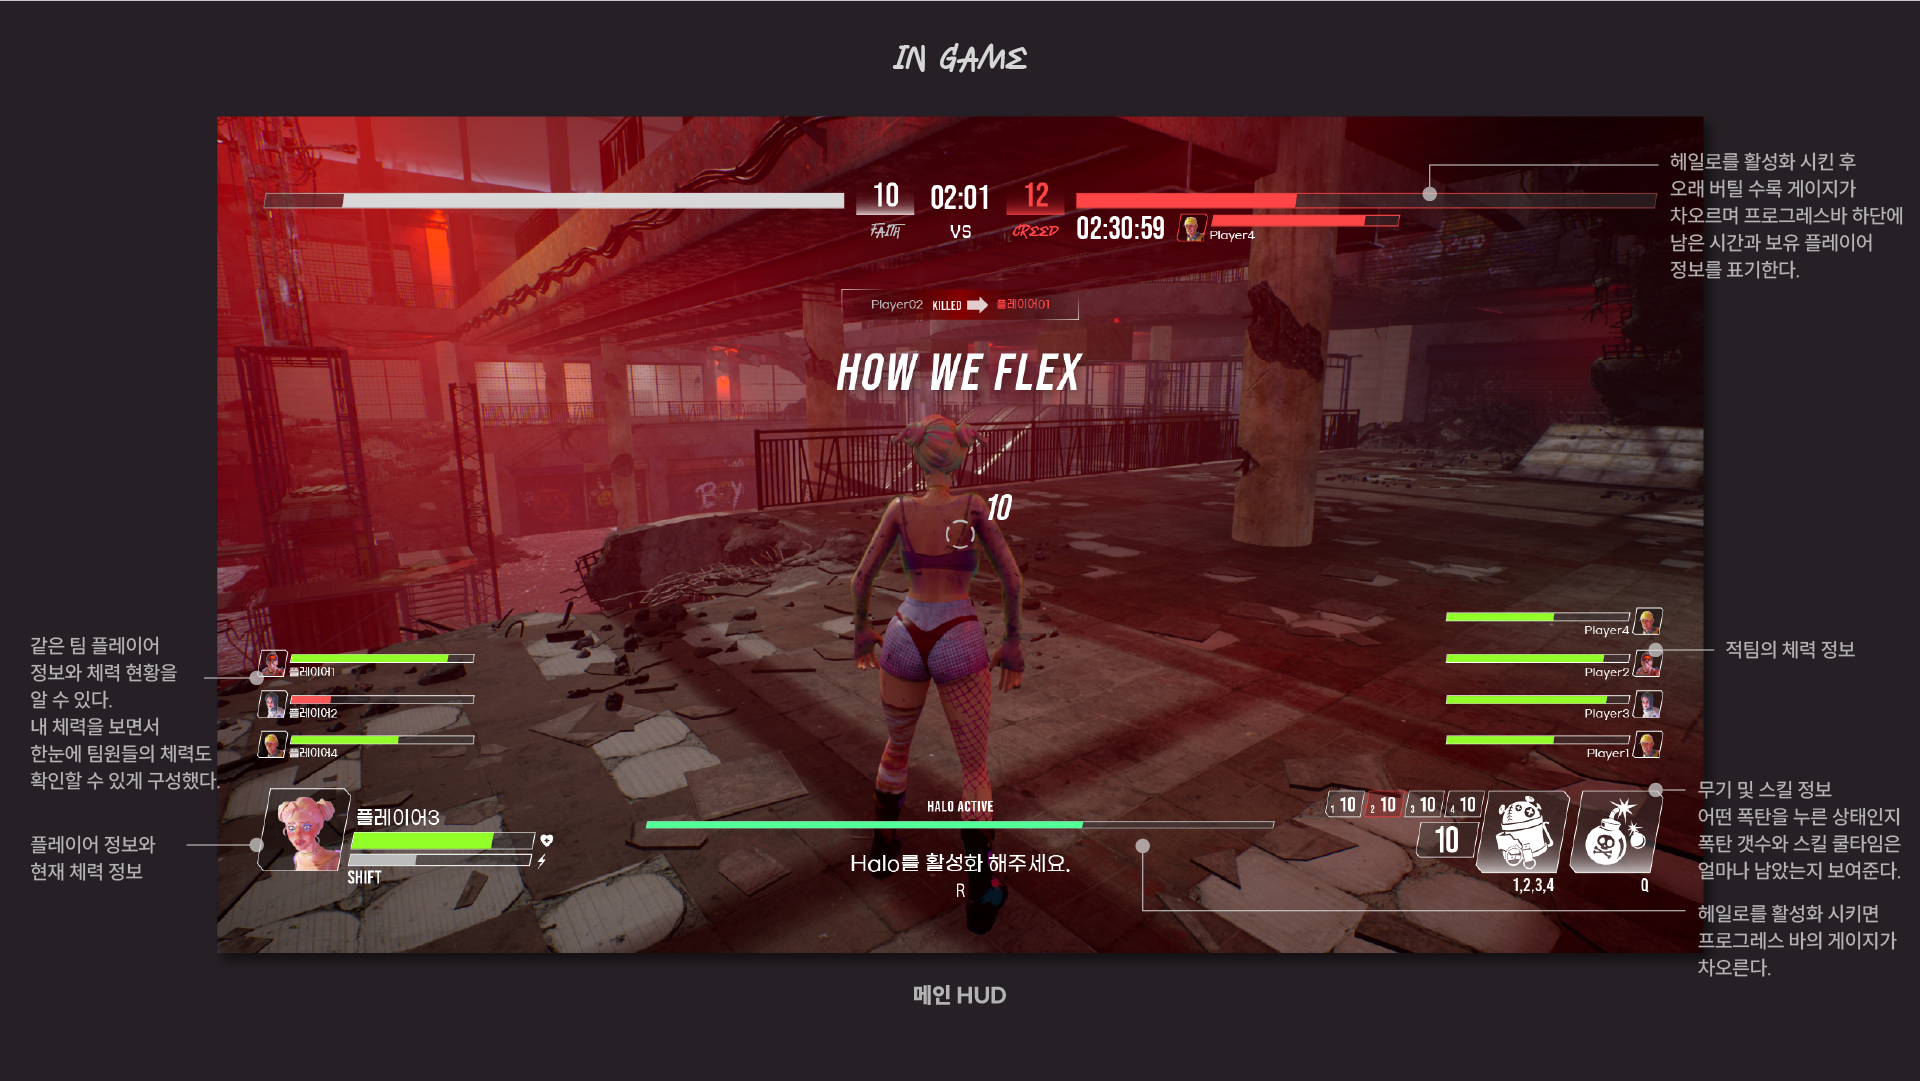 IN GAME
10 02:01 12
FAITH VS CREED
02:30:59 Player4
Player02 KILLED 플레이어01
HOW WE FLEX
10
BOY
헤일로를 활성화 시킨 후
오래 버틸 수록 게이지가
차오르며 프로그레스바 하단에
남은 시간과 보유 플레이어
정보를 표기한다.
같은 팀 플레이어
정보와 체력 현황을
알 수 있다.
내 체력을 보면서
한눈에 팀원들의 체력도
확인할 수 있게 구성했다.
플레이어1
플레이어2
플레이어4
Player4
Player2
Player3
Player1
적팀의 체력 정보
플레이어 정보와
현재 체력 정보
플레이어3
SHIFT
HALO ACTIVE
Halo를 활성화 해주세요.
R
1 10 2 10 3 10 4 10
10
1,2,3,4 Q
무기 및 스킬 정보
어떤 폭탄을 누른 상태인지
폭탄 갯수와 스킬 쿨타임은
얼마나 남았는지 보여준다.
헤일로를 활성화 시키면
프로그레스 바의 게이지가
차오른다.
메인 HUD